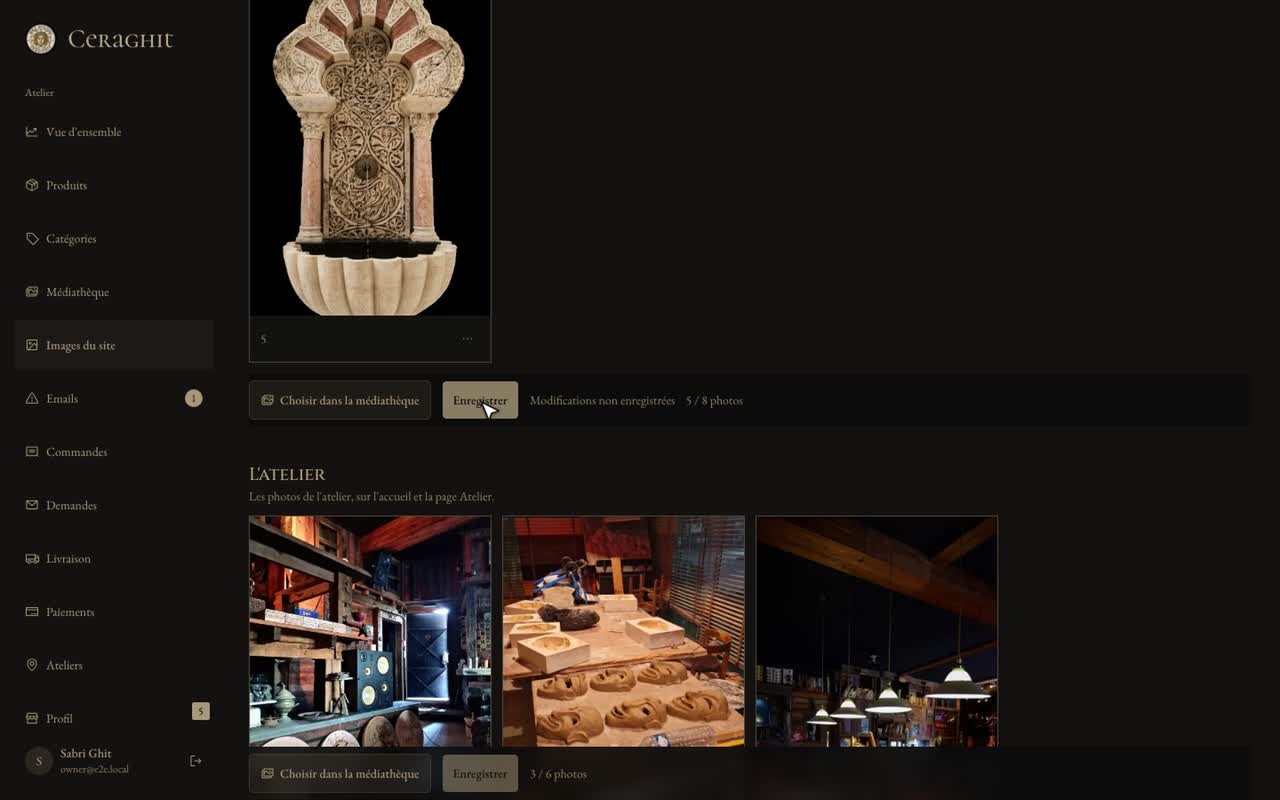 Ceraghit
Atelier
Vue d'ensemble
Produits
Catégories
Médiathèque
Images du site
Emails
1
Commandes
Demandes
Livraison
Paiements
Ateliers
Profil
5
S
Sabri Ghit
owner@e2e.local
5
...
Choisir dans la médiathèque
Enregistrer
Modifications non enregistrées
5 / 8 photos
L'atelier
Les photos de l'atelier, sur l'accueil et la page Atelier.
Choisir dans la médiathèque
Enregistrer
3 / 6 photos